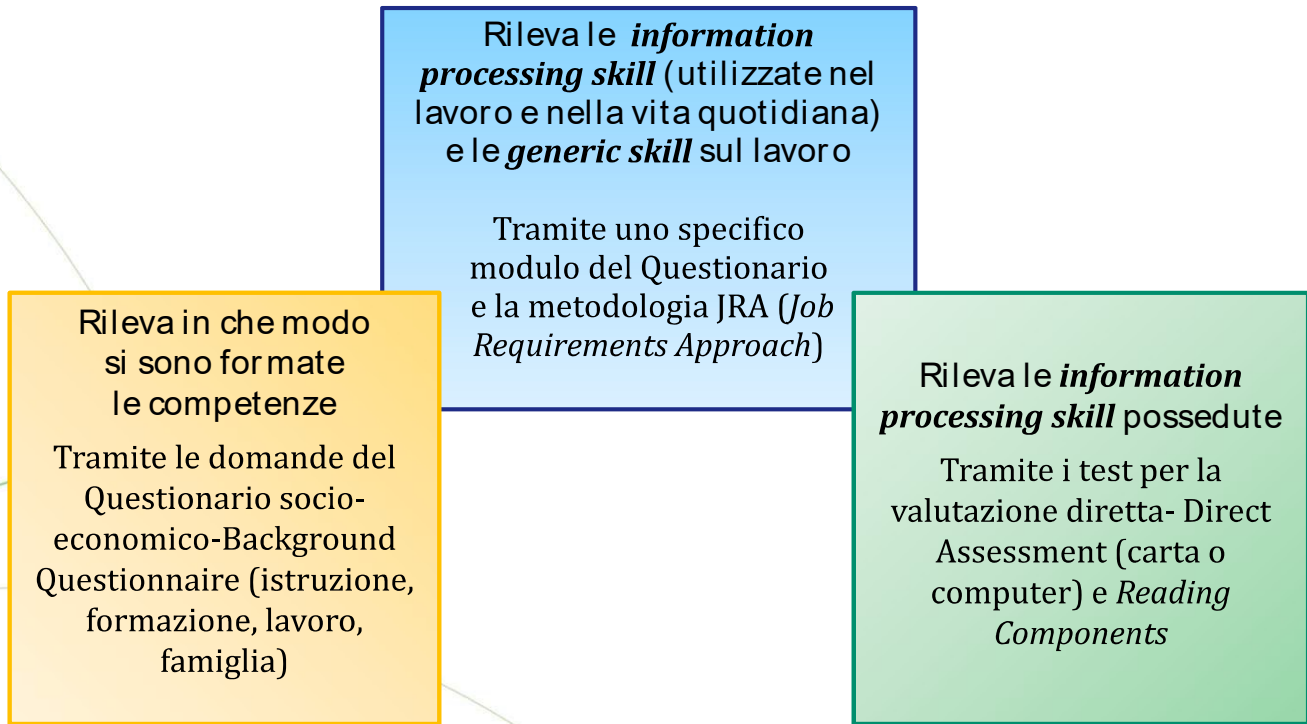 Rileva le information
processing skill (utilizzate nel
lavoro e nella vita quotidiana)
e le generic skill sul lavoro
Tramite uno specifico
modulo del Questionario
e la metodologia JRA (Job
Requirements Approach)
Rileva in che modo
si sono formate
le competenze
Tramite le domande del
Questionario socio-
economico-Background
Questionnaire (istruzione,
formazione, lavoro,
famiglia)
Rileva le information
processing skill possedute
Tramite i test per la
valutazione diretta- Direct
Assessment (carta o
computer) e Reading
Components